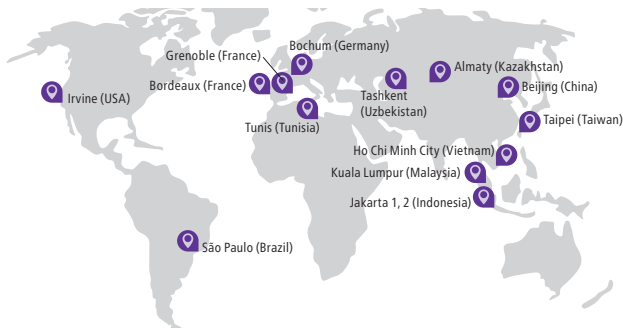 Bochum (Germany)
Grenoble (France)
Almaty (Kazakhstan)
Bordeaux (France)
Beijing (China)
Irvine (USA)
Tashkent
(Uzbekistan)
Taipei (Taiwan)
Tunis (Tunisia)
Ho Chi Minh City (Vietnam)
Kuala Lumpur (Malaysia)
Jakarta 1, 2 (Indonesia)
São Paulo (Brazil)